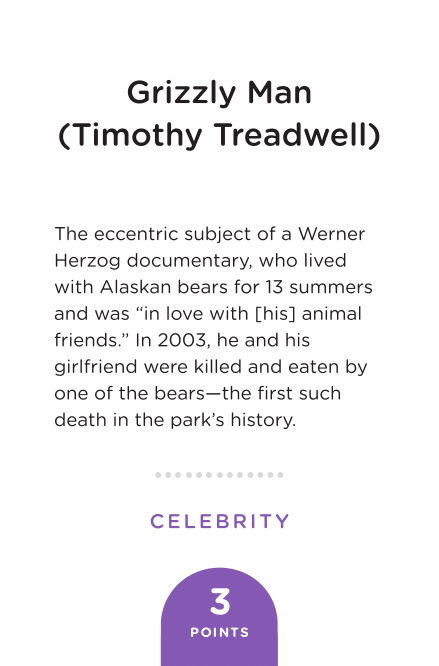 Grizzly Man
(Timothy Treadwell)
The eccentric subject of a Werner
Herzog documentary, who lived
with Alaskan bears for 13 summers
and was “in love with [his] animal
friends.” In 2003, he and his
girlfriend were killed and eaten by
one of the bears—the first such
death in the park’s history.
CELEBRITY
3
POINTS